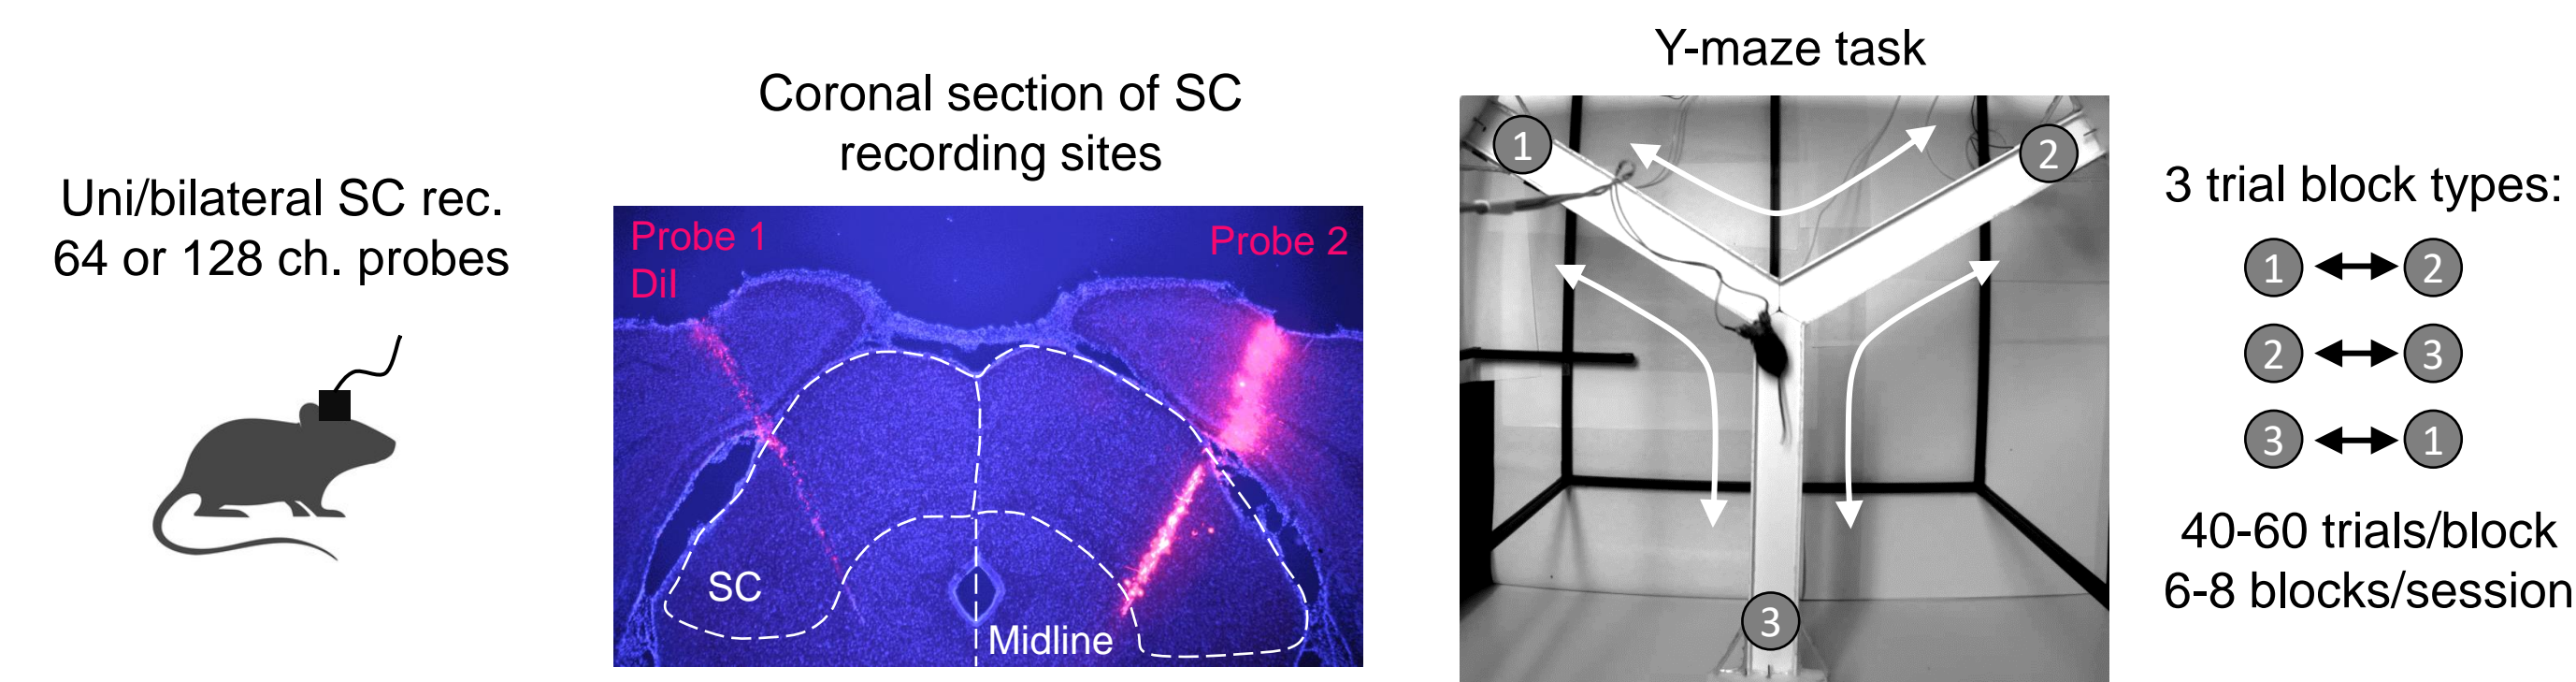 Uni/bilateral SC rec.
64 or 128 ch. probes
Coronal section of SC
recording sites
Probe 1
DiI
Probe 2
SC
Midline
Y-maze task
1
2
3
3 trial block types:
1 2
2 3
3 1
40-60 trials/block
6-8 blocks/session